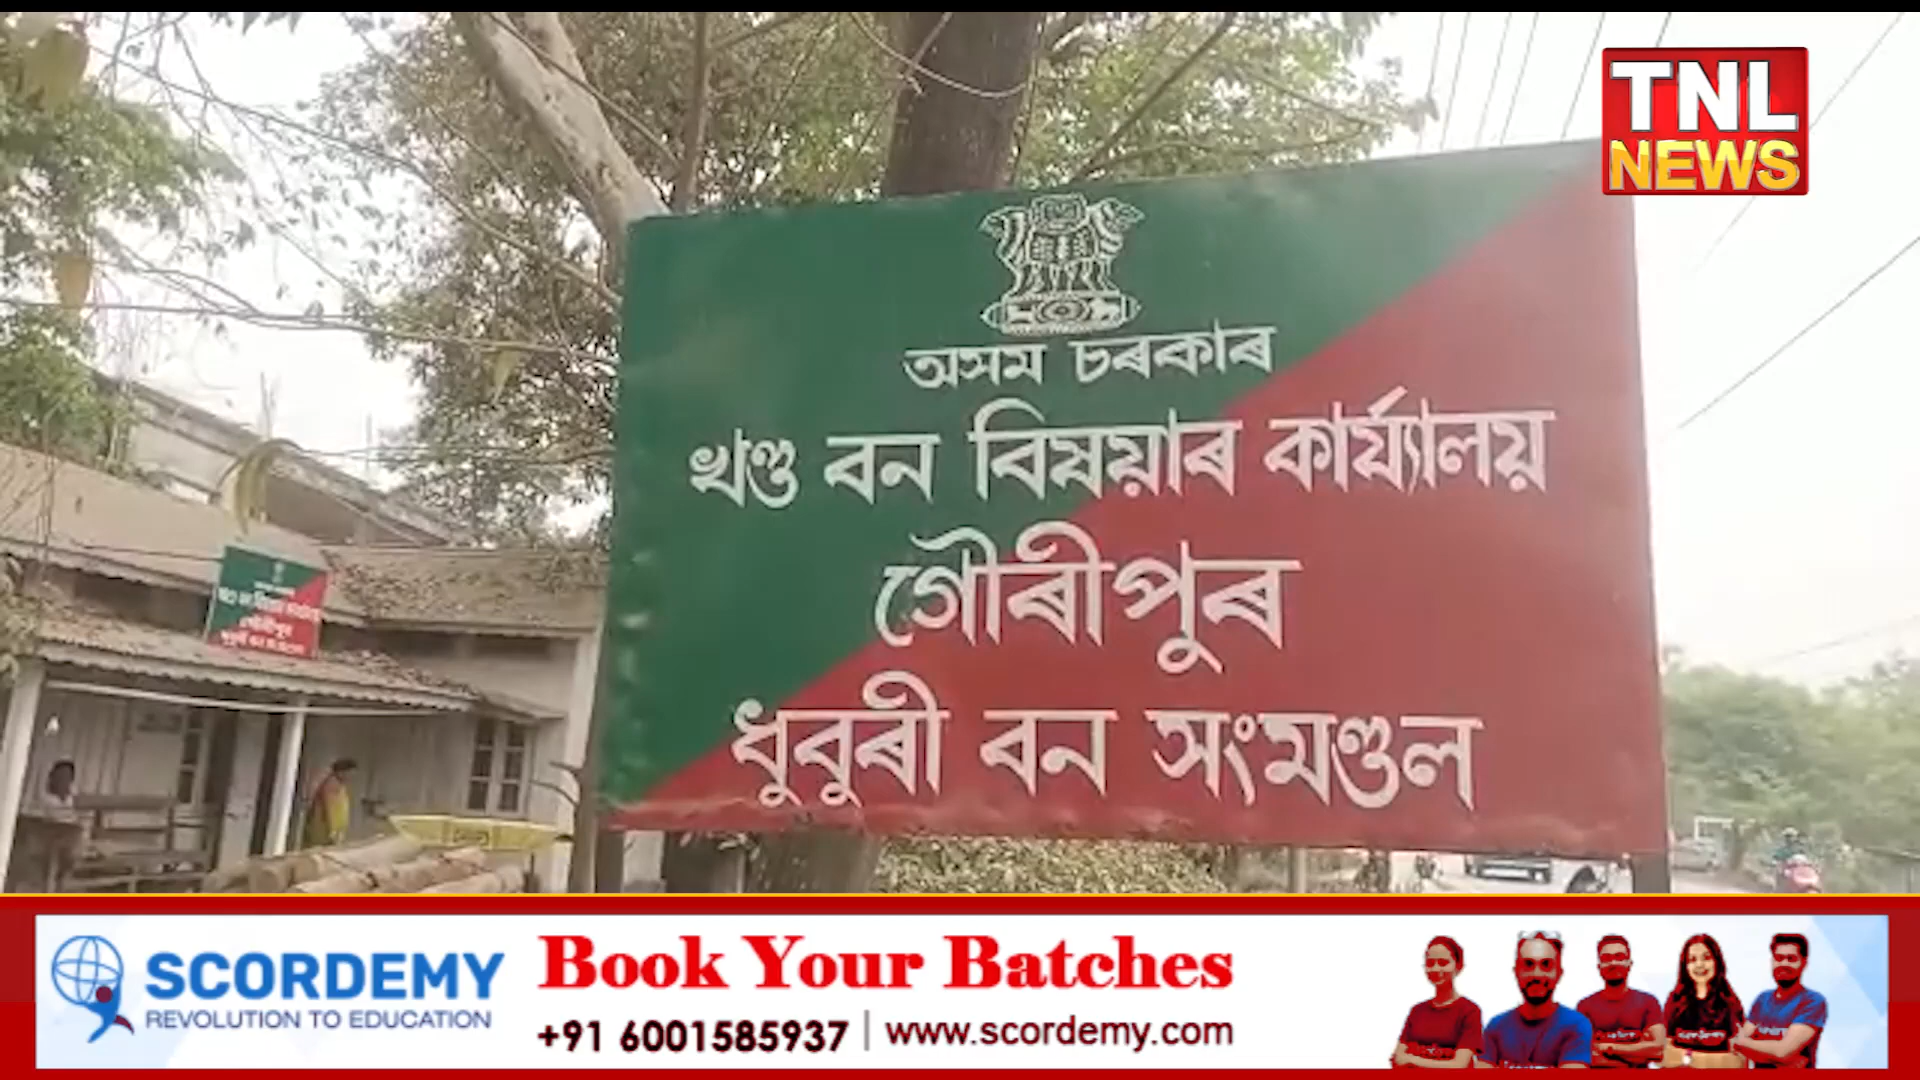 TNL
NEWS
অসম চৰকাৰ
খণ্ড বন বিষয়াৰ কাৰ্য্যালয়
গৌৰীপুৰ
ধুবুৰী বন সংমণ্ডল
SCORDEMY
REVOLUTION TO EDUCATION
Book Your Batches
+91 6001585937 | www.scordemy.com